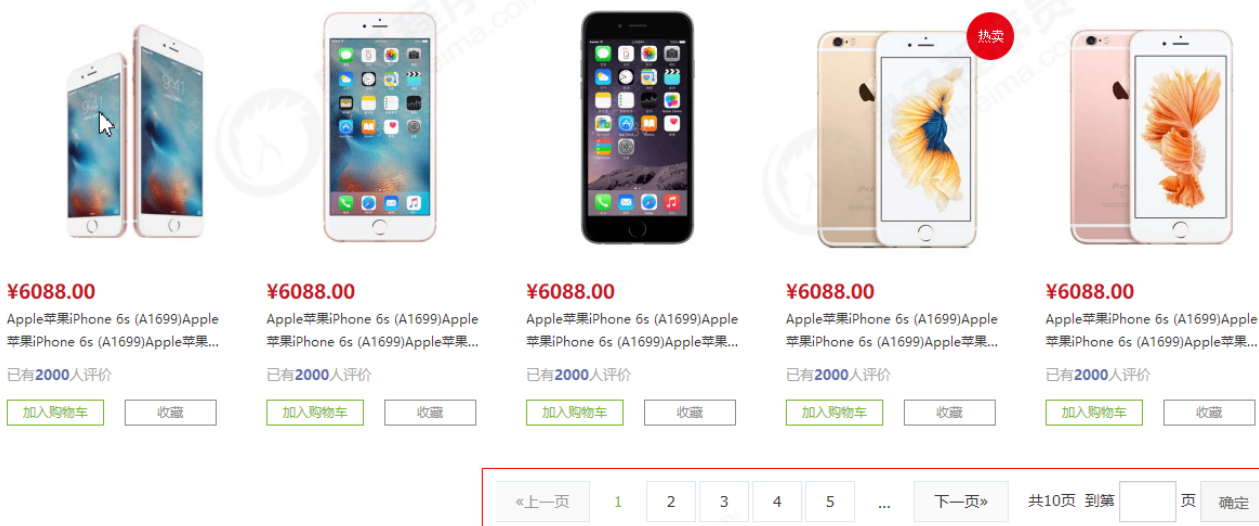 热卖
¥6088.00
Apple苹果iPhone 6s (A1699)Apple
苹果iPhone 6s (A1699)Apple苹果...
已有2000人评价
加入购物车 收藏
¥6088.00
Apple苹果iPhone 6s (A1699)Apple
苹果iPhone 6s (A1699)Apple苹果...
已有2000人评价
加入购物车 收藏
¥6088.00
Apple苹果iPhone 6s (A1699)Apple
苹果iPhone 6s (A1699)Apple苹果...
已有2000人评价
加入购物车 收藏
¥6088.00
Apple苹果iPhone 6s (A1699)Apple
苹果iPhone 6s (A1699)Apple苹果...
已有2000人评价
加入购物车 收藏
¥6088.00
Apple苹果iPhone 6s (A1699)Apple
苹果iPhone 6s (A1699)Apple苹果...
已有2000人评价
加入购物车 收藏
«上一页 1 2 3 4 5 ... 下一页» 共10页 到第 页 确定